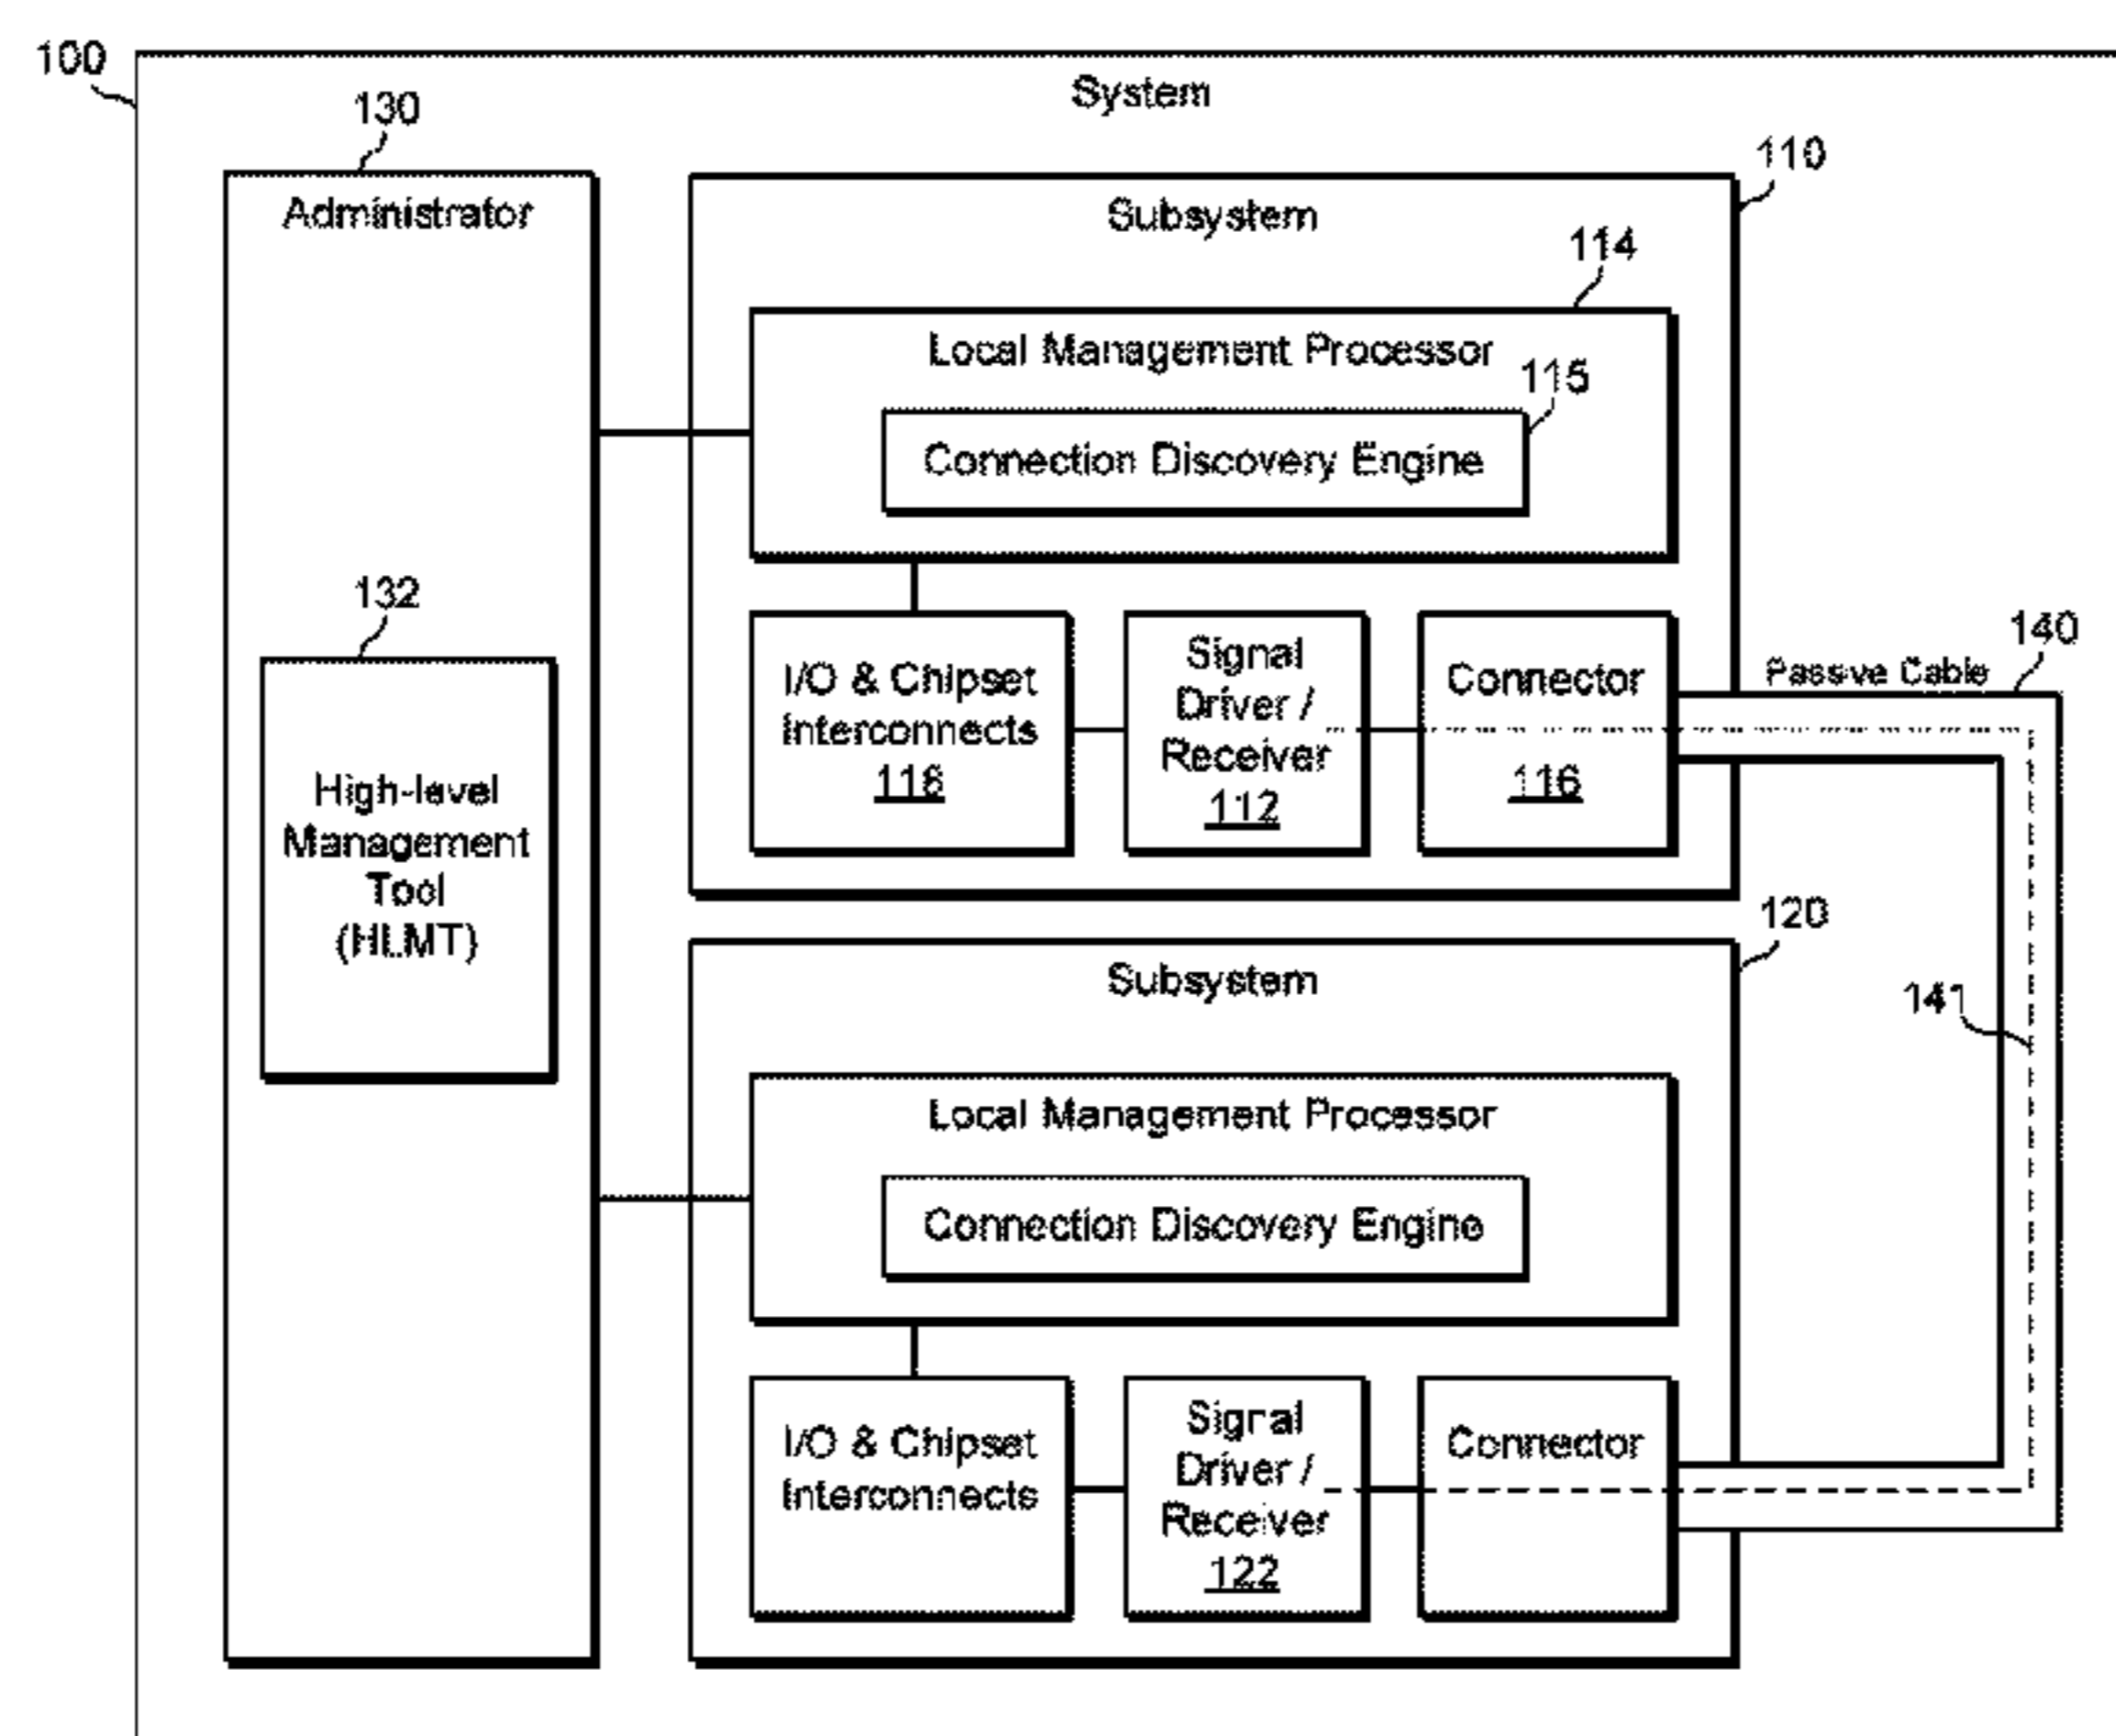 100
System
130
110
Administrator
Subsystem
114
Local Management Processor
115
Connection Discovery Engine
132
140
Passive Cable
High-level
Management
Tool
(HLMT)
I/O & Chipset
Interconnects
118
Signal
Driver /
Receiver
112
Connector
116
120
Subsystem
141
Local Management Processor
Connection Discovery Engine
I/O & Chipset
Interconnects
Signal
Driver /
Receiver
122
Connector